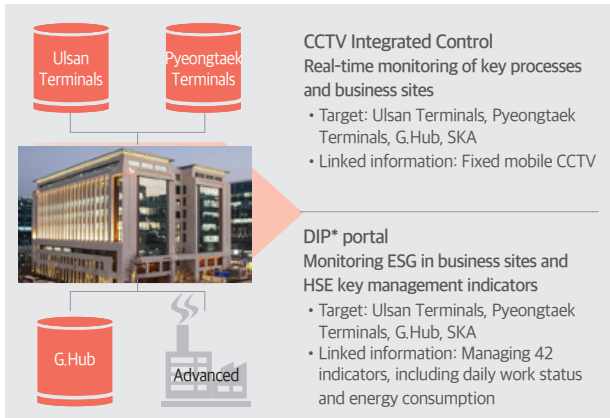 Ulsan
Terminals
Pyeongtaek
Terminals
G.Hub
Advanced
CCTV Integrated Control
Real-time monitoring of key processes
and business sites
• Target: Ulsan Terminals, Pyeongtaek
Terminals, G.Hub, SKA
• Linked information: Fixed mobile CCTV
DIP* portal
Monitoring ESG in business sites and
HSE key management indicators
• Target: Ulsan Terminals, Pyeongtaek
Terminals, G.Hub, SKA
• Linked information: Managing 42
indicators, including daily work status
and energy consumption